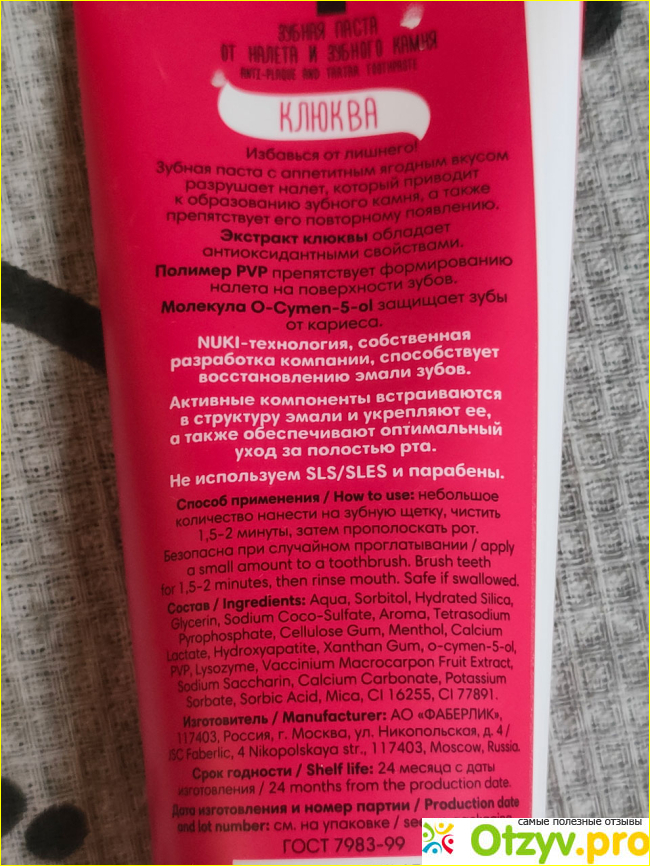 ЗУБНАЯ ПАСТА
ОТ НАЛЕТА И ЗУБНОГО КАМНЯ
ANTI-PLAQUE AND TARTAR TOOTHPASTE
КЛЮКВА
Избавься от лишнего!
Зубная паста с аппетитным ягодным вкусом
разрушает налет, который приводит
к образованию зубного камня, а также
препятствует его повторному появлению.
Экстракт клюквы обладает
антиоксидантными свойствами.
Полимер PVP препятствует формированию
налета на поверхности зубов.
Молекула O-Cymen-5-ol защищает зубы
от кариеса.
NUKI-технология, собственная
разработка компании, способствует
восстановлению эмали зубов.
Активные компоненты встраиваются
в структуру эмали и укрепляют ее,
а также обеспечивают оптимальный
уход за полостью рта.
Не используем SLS/SLES и парабены.
Способ применения / How to use: небольшое
количество нанести на зубную щетку, чистить
1,5-2 минуты, затем прополоскать рот.
Безопасна при случайном проглатывании / apply
a small amount to a toothbrush. Brush teeth
for 1,5-2 minutes, then rinse mouth. Safe if swallowed.
Состав / Ingredients: Aqua, Sorbitol, Hydrated Silica,
Glycerin, Sodium Coco-Sulfate, Aroma, Tetrasodium
Pyrophosphate, Cellulose Gum, Menthol, Calcium
Lactate, Hydroxyapatite, Xanthan Gum, o-cymen-5-ol,
PVP, Lysozyme, Vaccinium Macrocarpon Fruit Extract,
Sodium Saccharin, Calcium Carbonate, Potassium
Sorbate, Sorbic Acid, Mica, CI 16255, CI 77891.
Изготовитель / Manufacturer: АО "ФАБЕРЛИК",
117403, Россия, г. Москва, ул. Никопольская, д. 4/
JSC Faberlic, 4 Nikopolskaya str., 117403, Moscow, Russia.
Срок годности / Shelf life: 24 месяца с даты
изготовления / 24 months from the production date.
Дата изготовления и номер партии / Production date
and lot number: см. на упаковке /
ГОСТ 7983-99
самые полезные отзывы
Otzyv.pro